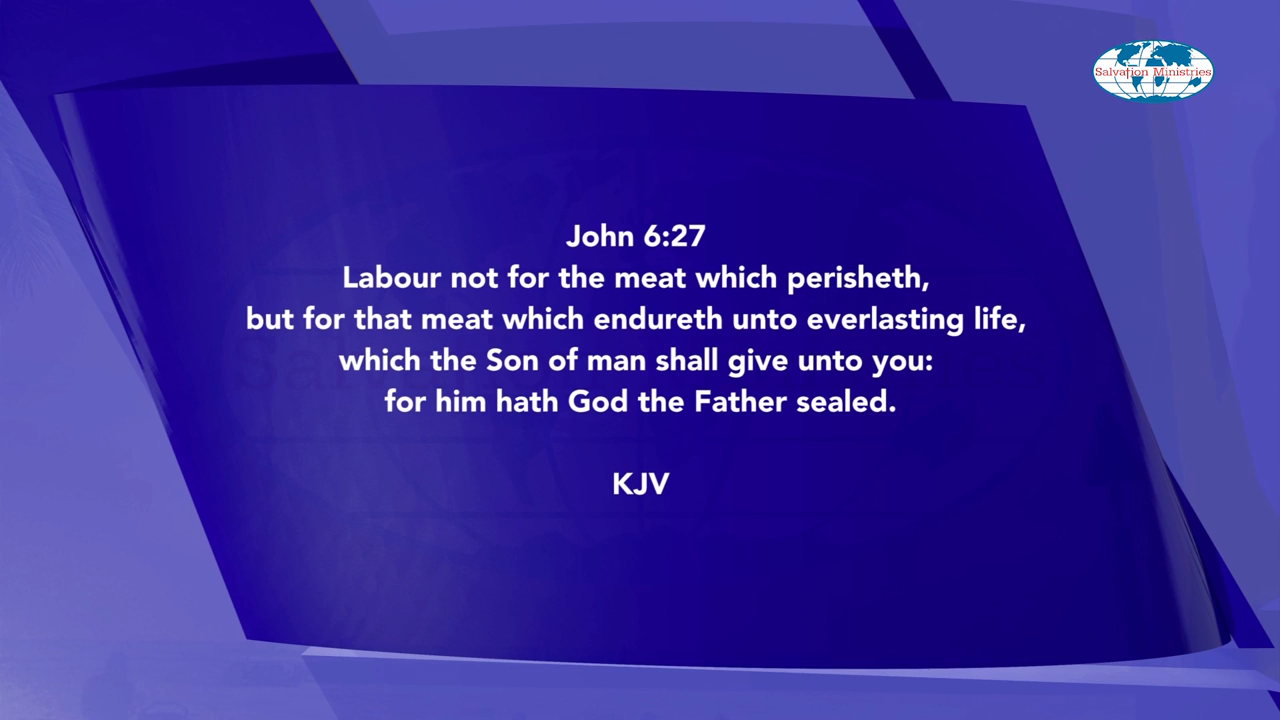 Salvation Ministries
John 6:27
Labour not for the meat which perisheth,
but for that meat which endureth unto everlasting life,
which the Son of man shall give unto you:
for him hath God the Father sealed.
KJV